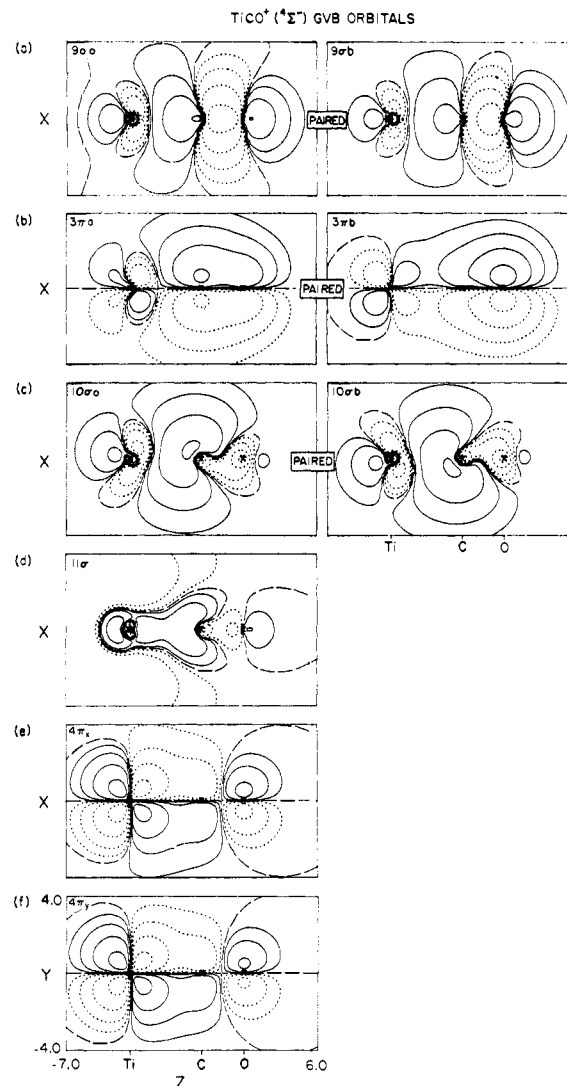 TiCO⁺ (⁴Σ⁻) GVB ORBITALS
(a) 9σa PAIRED 9σb
X
(b) 3πa PAIRED 3πb
X
(c) 10σa PAIRED 10σb
X
Ti C O
(d) 11σ
X
(e) 4πx
X
(f) 4.0 4πy
Y
-4.0
-7.0 Ti C O 6.0
Z